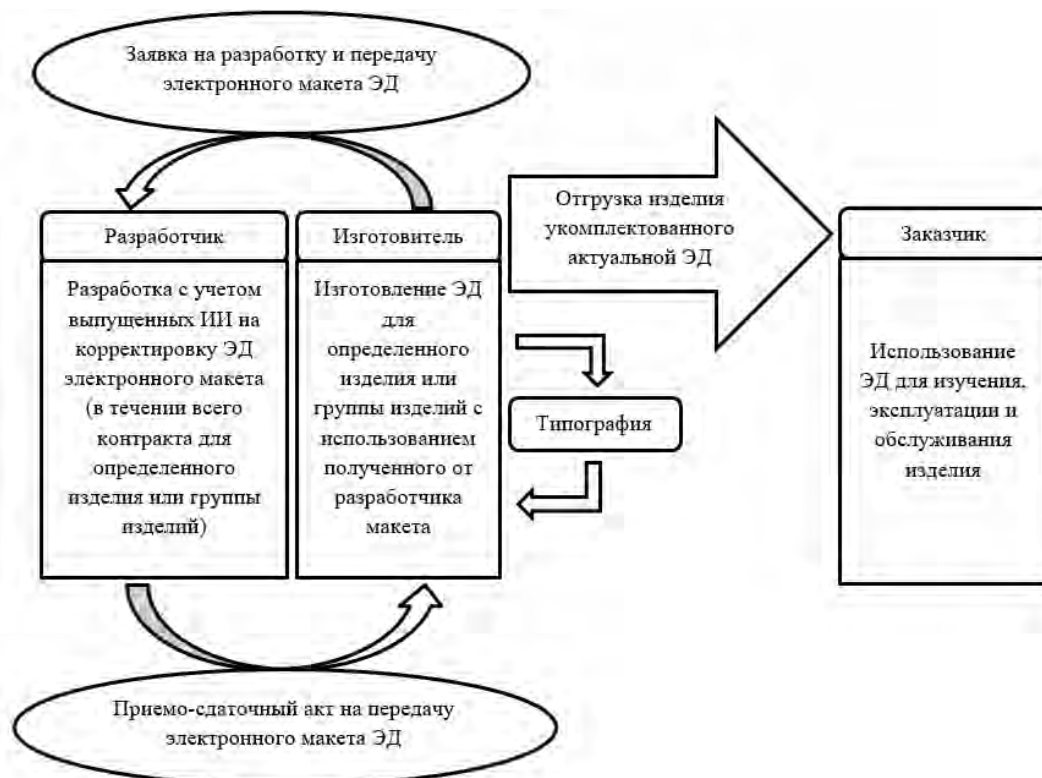 Заявка на разработку и передачу
электронного макета ЭД
Отгрузка изделия
укомплектованного
актуальной ЭД
Разработчик
Изготовитель
Заказчик
Разработка с учетом
выпущенных ИИ на
корректировку ЭД
электронного макета
(в течении всего
контракта для
определенного
изделия или группы
изделий)
Изготовление ЭД
для
определенного
изделия или
группы изделий с
использованием
полученного от
разработчика
макета
Типография
Использование
ЭД для изучения,
эксплуатации и
обслуживания
изделия
Приемо-сдаточный акт на передачу
электронного макета ЭД